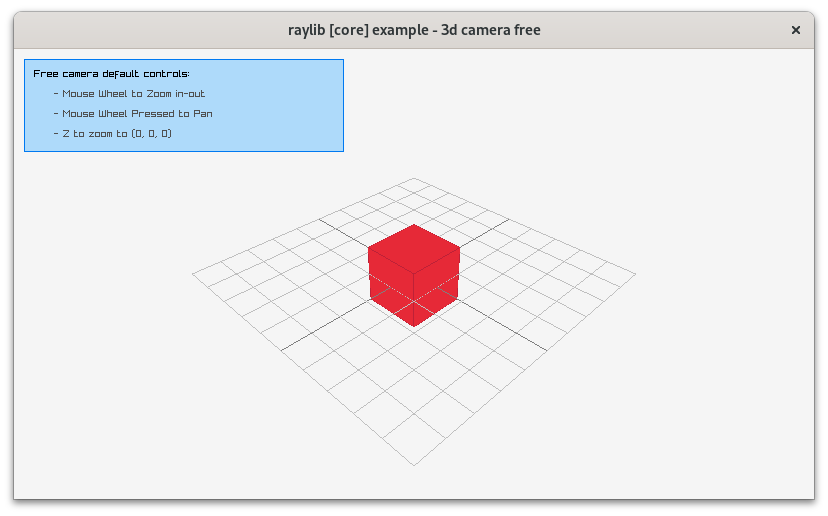 raylib [core] example - 3d camera free
Free camera default controls:
- Mouse Wheel to Zoom in-out
- Mouse Wheel Pressed to Pan
- Z to zoom to (0, 0, 0)